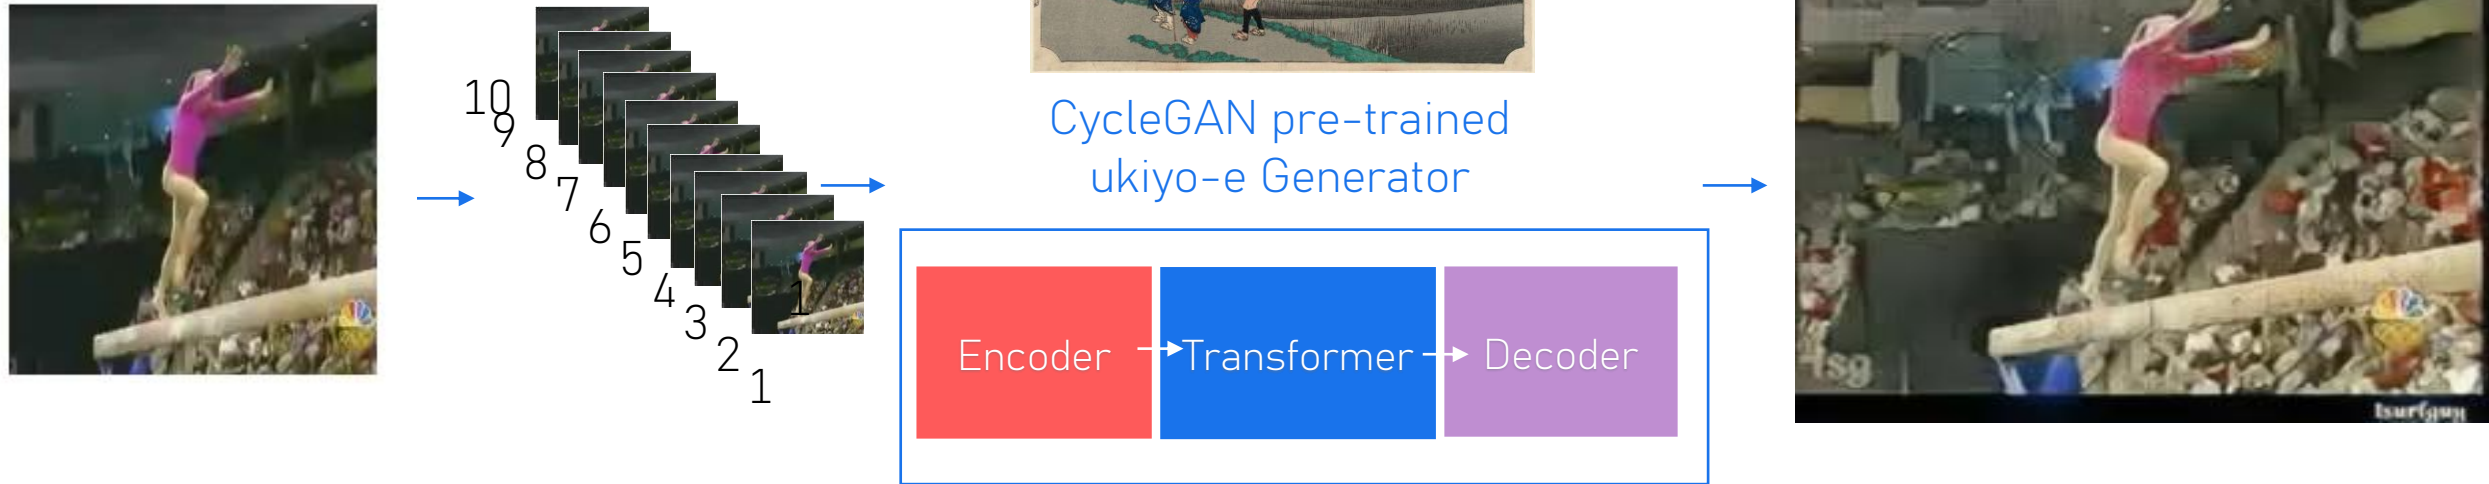 10
9
8
7
6
5
4
3
2
1
1
CycleGAN pre-trained
ukiyo-e Generator
Encoder
Transformer
Decoder